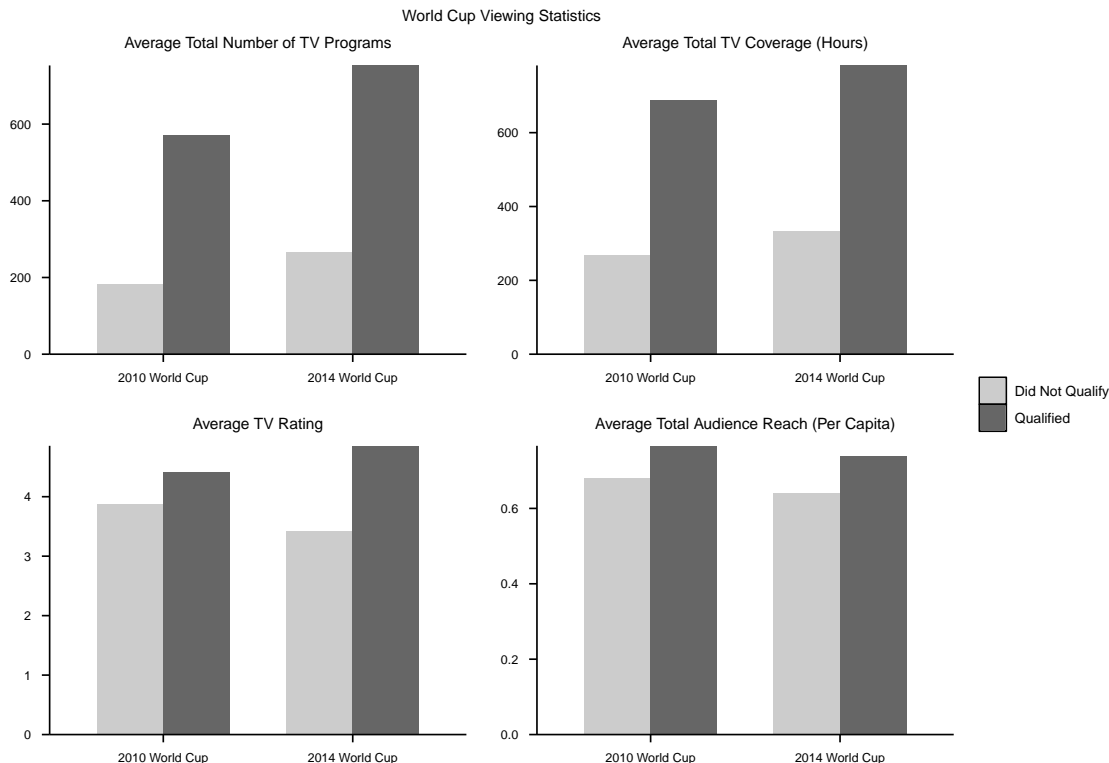 World Cup Viewing Statistics
Average Total Number of TV Programs
600
400
200
0
2010 World Cup
2014 World Cup
Average Total TV Coverage (Hours)
600
400
200
0
2010 World Cup
2014 World Cup
Did Not Qualify
Qualified
Average TV Rating
4
3
2
1
0
2010 World Cup
2014 World Cup
Average Total Audience Reach (Per Capita)
0.6
0.4
0.2
0.0
2010 World Cup
2014 World Cup